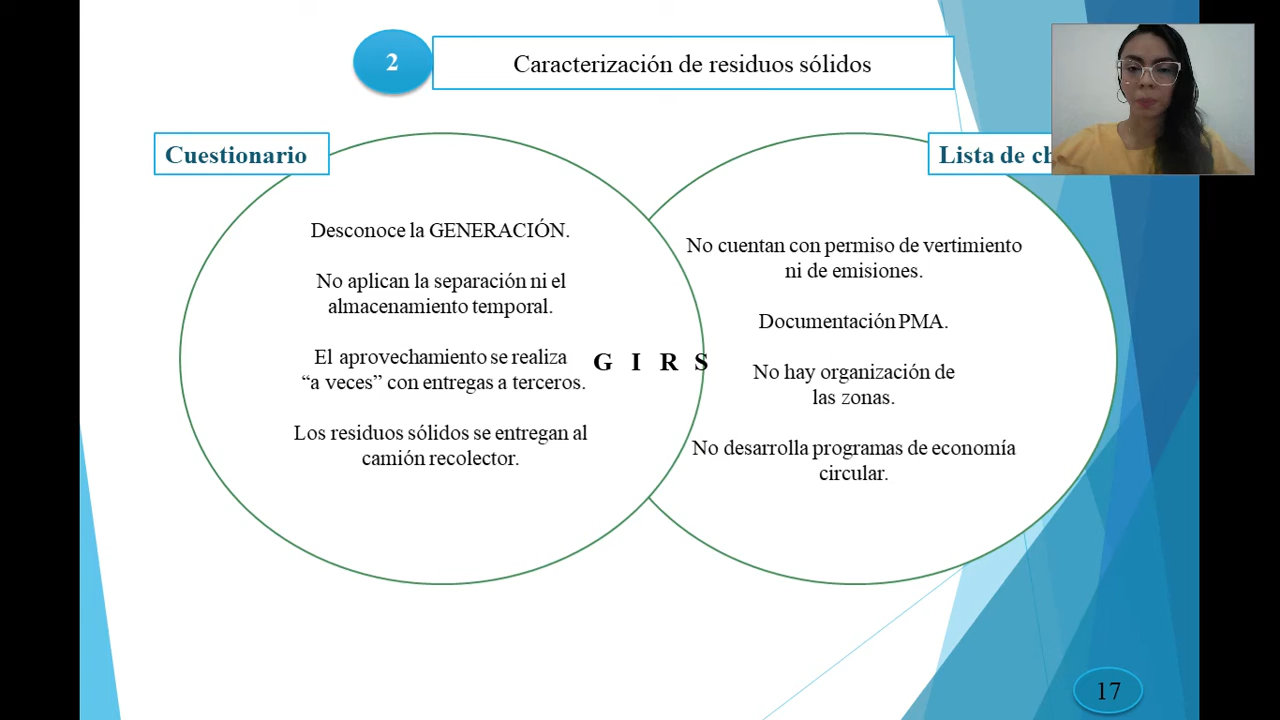 2
Caracterización de residuos sólidos
Cuestionario
Desconoce la GENERACIÓN.
No aplican la separación ni el
almacenamiento temporal.
El aprovechamiento se realiza
“a veces” con entregas a terceros.
Los residuos sólidos se entregan al
camión recolector.
G I R S
Lista de
No cuentan con permiso de vertimiento
ni de emisiones.
Documentación PMA.
No hay organización de
las zonas.
No desarrolla programas de economía
circular.
17